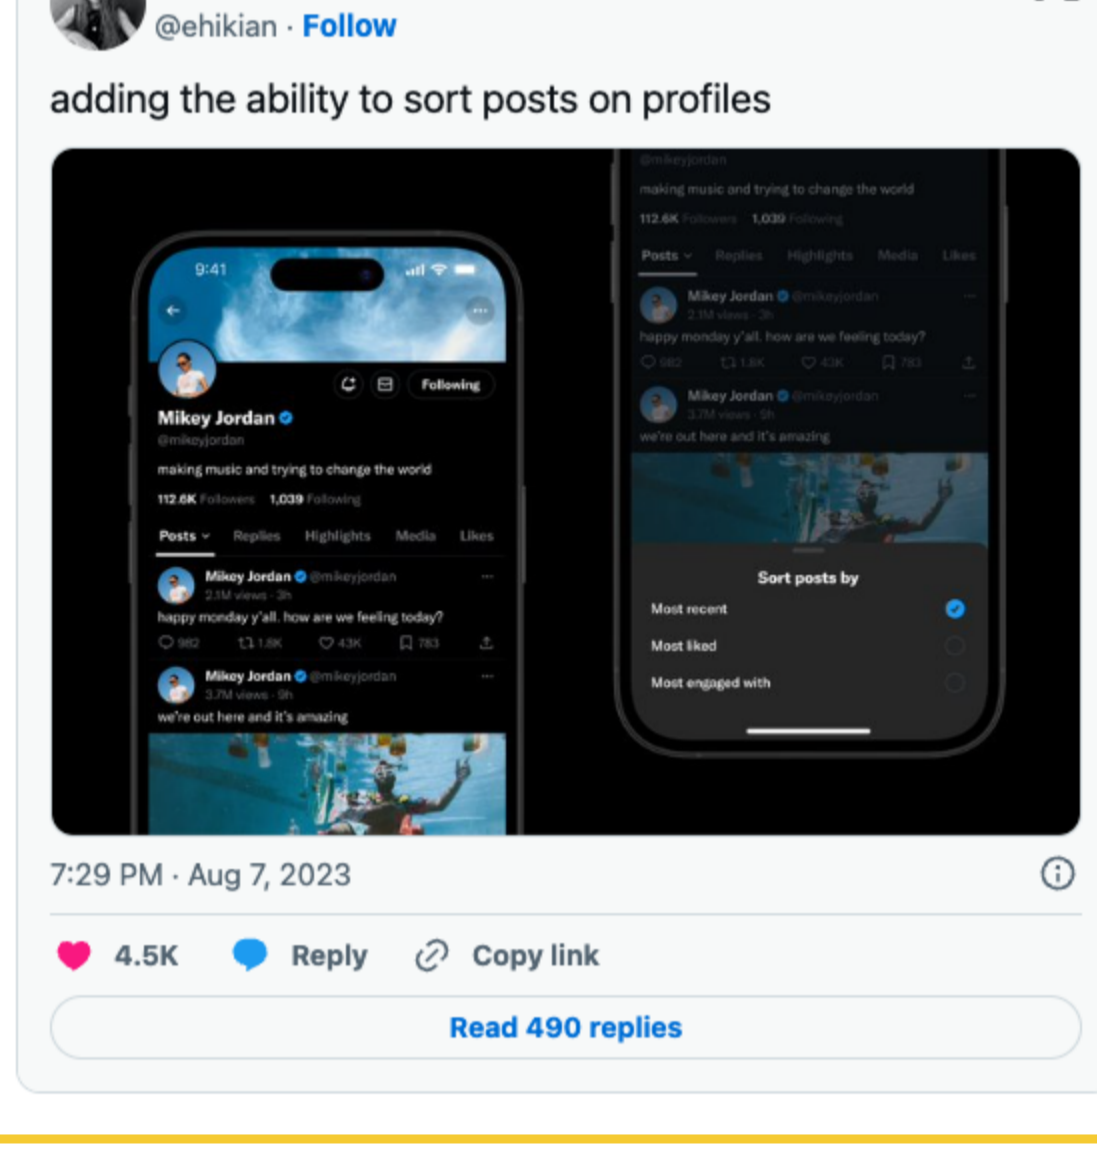 @ehikian · Follow
adding the ability to sort posts on profiles
9:41
Following
Mikey Jordan
@mikeyjordan
making music and trying to change the world
112.6K Followers 1,039 Following
Posts Replies Highlights Media Likes
Mikey Jordan @mikeyjordan
2.1M views · 3h
happy monday y'all. how are we feeling today?
982 1.8K 43K 783
Mikey Jordan @mikeyjordan
3.7M views · 9h
we're out here and it's amazing
@mikeyjordan
making music and trying to change the world
112.6K Followers 1,039 Following
Posts Replies Highlights Media Likes
Mikey Jordan @mikeyjordan
2.1M views · 3h
happy monday y'all. how are we feeling today?
982 1.8K 43K 783
Mikey Jordan @mikeyjordan
3.7M views · 9h
we're out here and it's amazing
Sort posts by
Most recent
Most liked
Most engaged with
7:29 PM · Aug 7, 2023
4.5K Reply Copy link
Read 490 replies